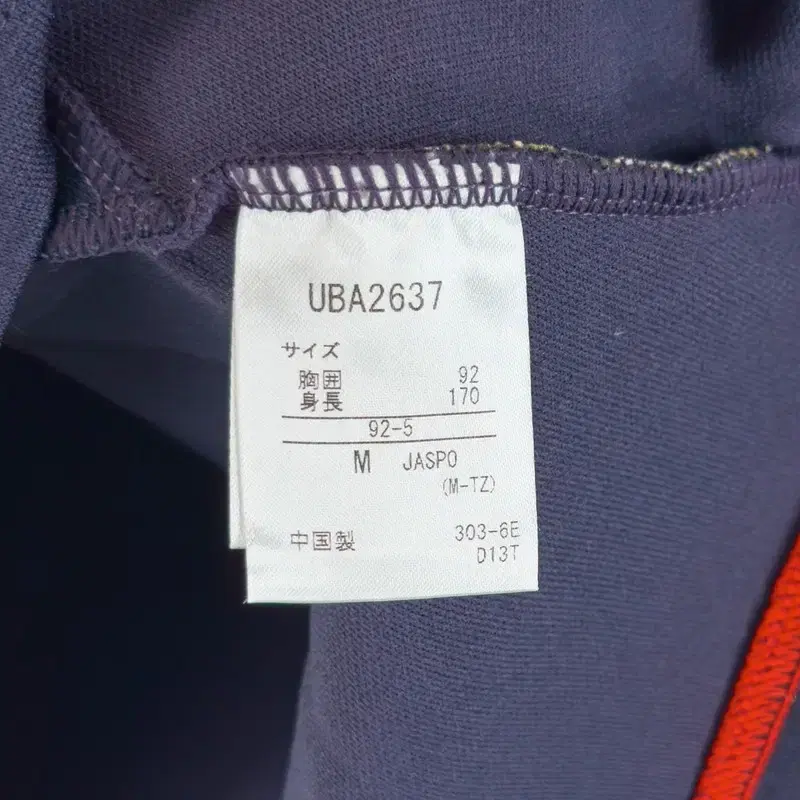 UBA2637
サイズ
胸囲 92
身長 170
92-5
M JASPO
(M-TZ)
中国製 303-6E
D13T